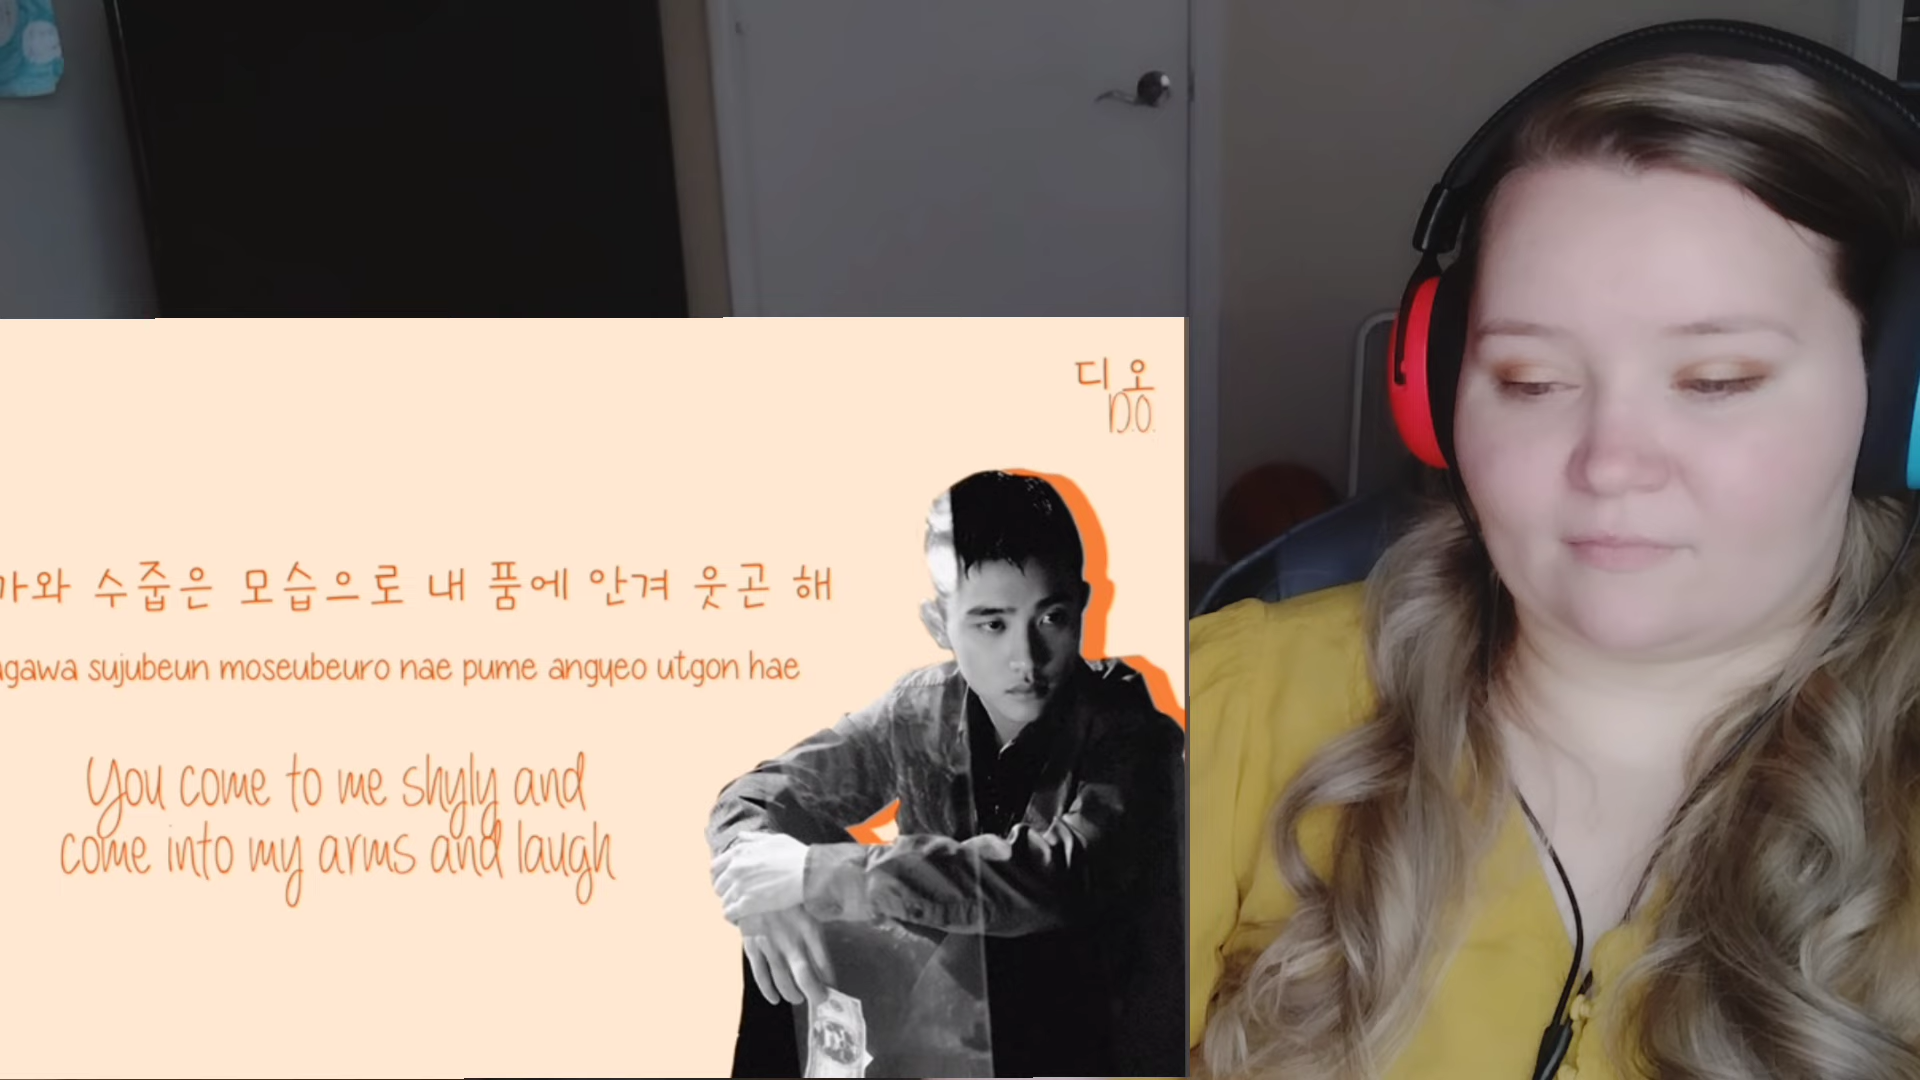 디오
D.O.
가와 수줍은 모습으로 내 품에 안겨 웃곤 해
gawa sujubeun moseubeuro nae pume angyeo utgon hae
You come to me shyly and
come into my arms and laugh